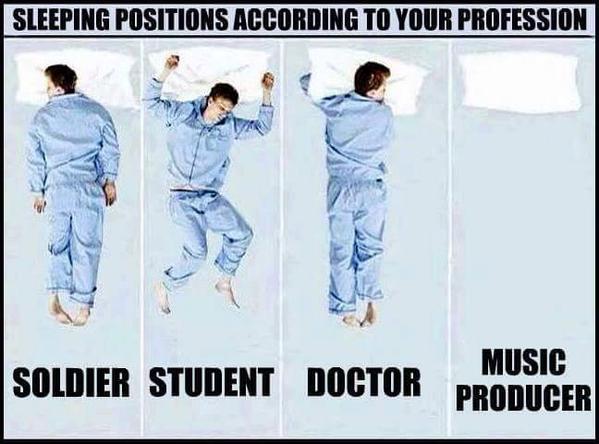 SLEEPING POSITIONS ACCORDING TO YOUR PROFESSION
SOLDIER
STUDENT
DOCTOR
MUSIC
PRODUCER